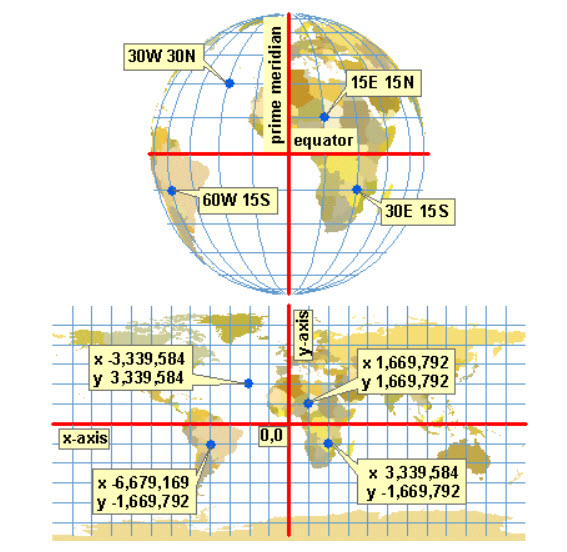 30W 30N
prime meridian
15E 15N
equator
60W 15S
30E 15S
y-axis
x -3,339,584
y 3,339,584
x 1,669,792
y 1,669,792
x-axis
0,0
x -6,679,169
y -1,669,792
x 3,339,584
y -1,669,792